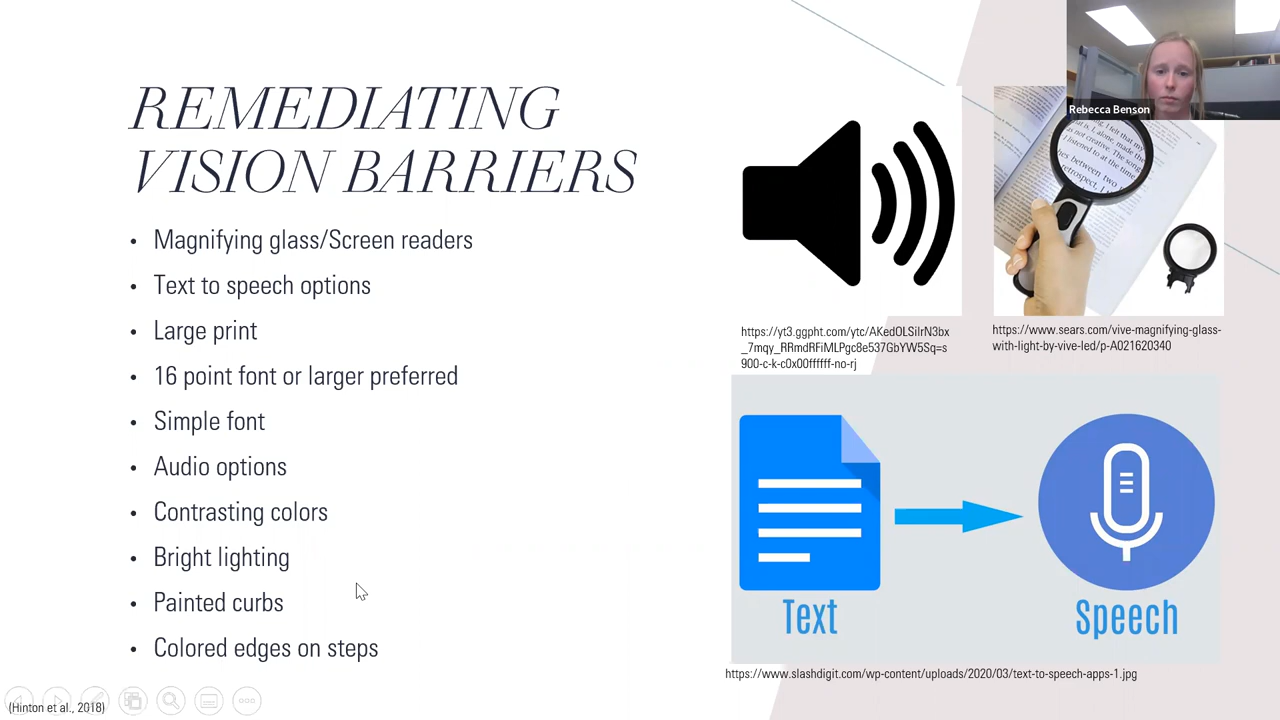 REMEDIATING
VISION BARRIERS
• Magnifying glass/Screen readers
• Text to speech options
• Large print
• 16 point font or larger preferred
• Simple font
• Audio options
• Contrasting colors
• Bright lighting
• Painted curbs
• Colored edges on steps
(Hinton et al., 2018)
Rebecca Benson
https://yt3.ggpht.com/ytc/AKedOLSilrN3bx
_7mqy_RRmdRFiMLPgc8e537GbYW5Sq=s
900-c-k-c0x00ffffff-no-rj
https://www.sears.com/vive-magnifying-glass-
with-light-by-vive-led/p-A021620340
Text
Speech
https://www.slashdigit.com/wp-content/uploads/2020/03/text-to-speech-apps-1.jpg